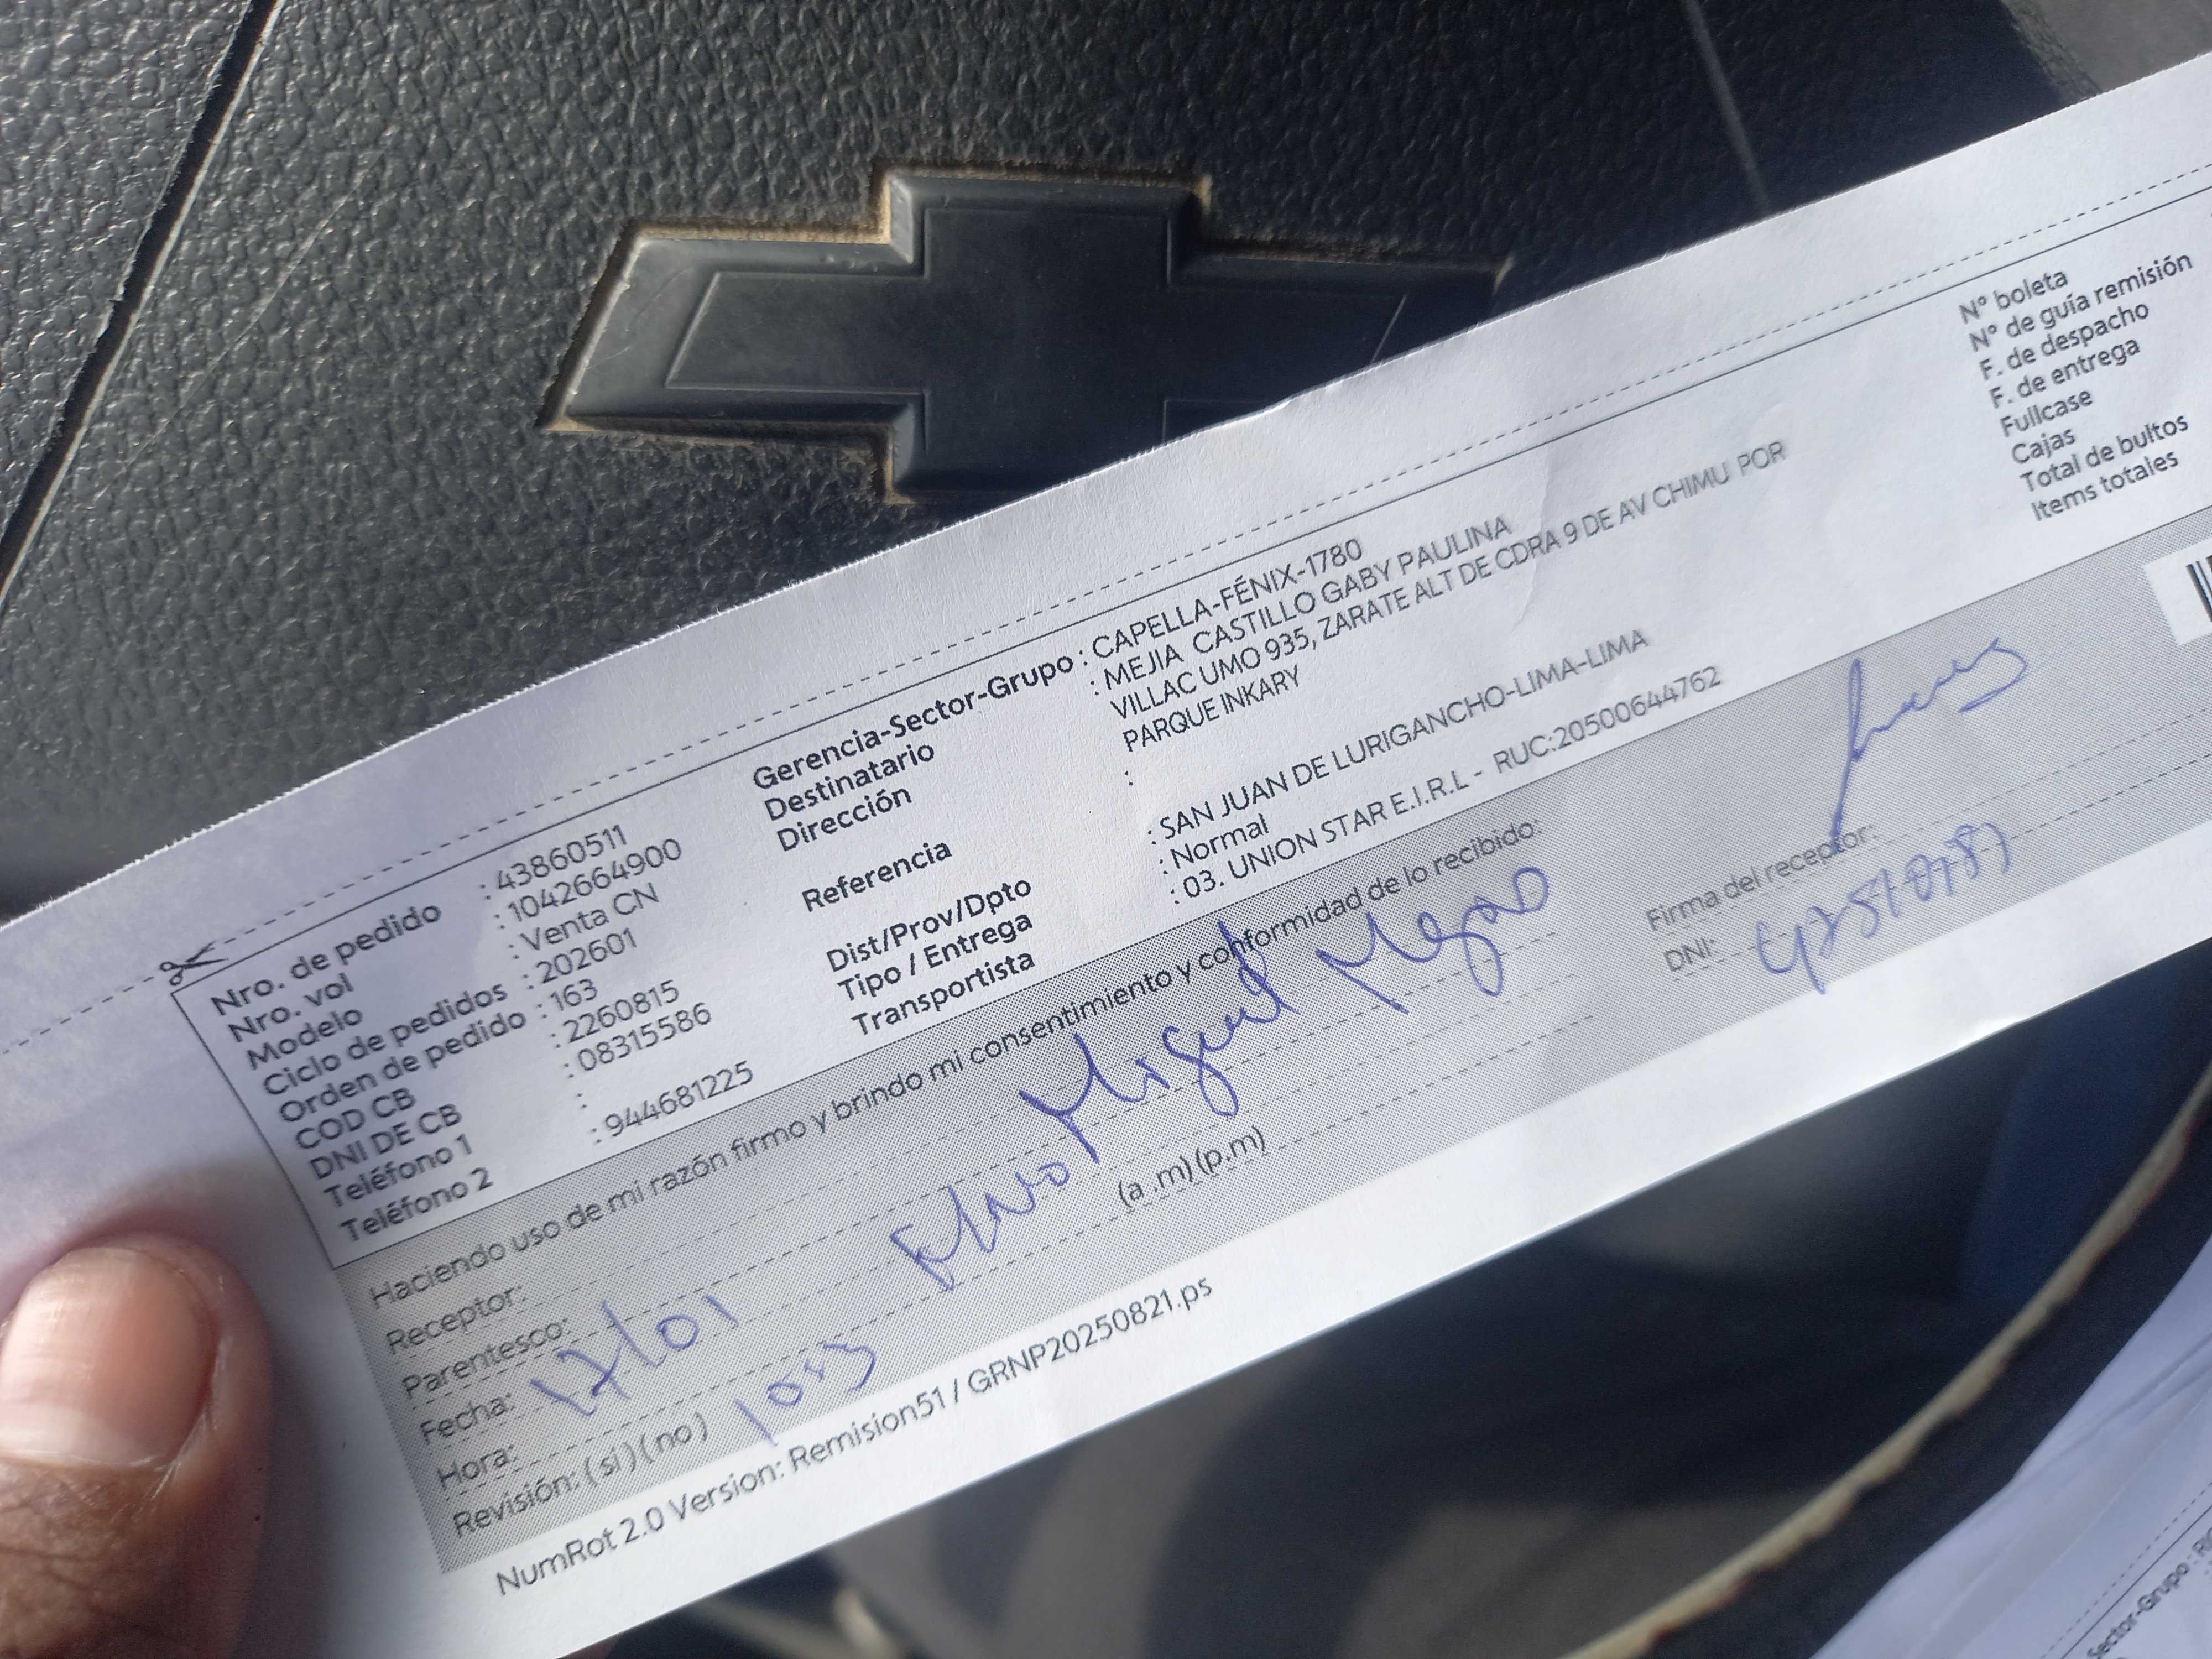 Nro. de pedido : 43860511
Nro. vol : 1042664900
Modelo : Venta CN
Ciclo de pedidos : 202601
Orden de pedido : 163
COD CB : 2260815
DNI DE CB : 08315586
Teléfono 1 :
Teléfono 2 : 944681225
Gerencia-Sector-Grupo : CAPELLA-FÉNIX-1780
Destinatario : MEJIA CASTILLO GABY PAULINA
Dirección VILLAC UMO 935, ZARATE ALT DE CDRA 9 DE AV CHIMU POR
PARQUE INKARY
Referencia :
Dist/Prov/Dpto : SAN JUAN DE LURIGANCHO-LIMA-LIMA
Tipo / Entrega : Normal
Transportista : 03. UNION STAR E.I.R.L - RUC:20500644762
N° boleta
N° de guía remisión
F. de despacho
F. de entrega
Fullcase
Cajas
Total de bultos
Items totales
Haciendo uso de mi razón firmo y brindo mi consentimiento y conformidad de lo recibido:
Receptor: Miguel
Parentesco:
Fecha: 17/01
Hora: (a .m) (p.m)
Revisión: (si) (no)
Firma del receptor:
DNI:
NumRot 2.0 Version: Remision51 / GRNP20250821.ps
Sector-Grupo :